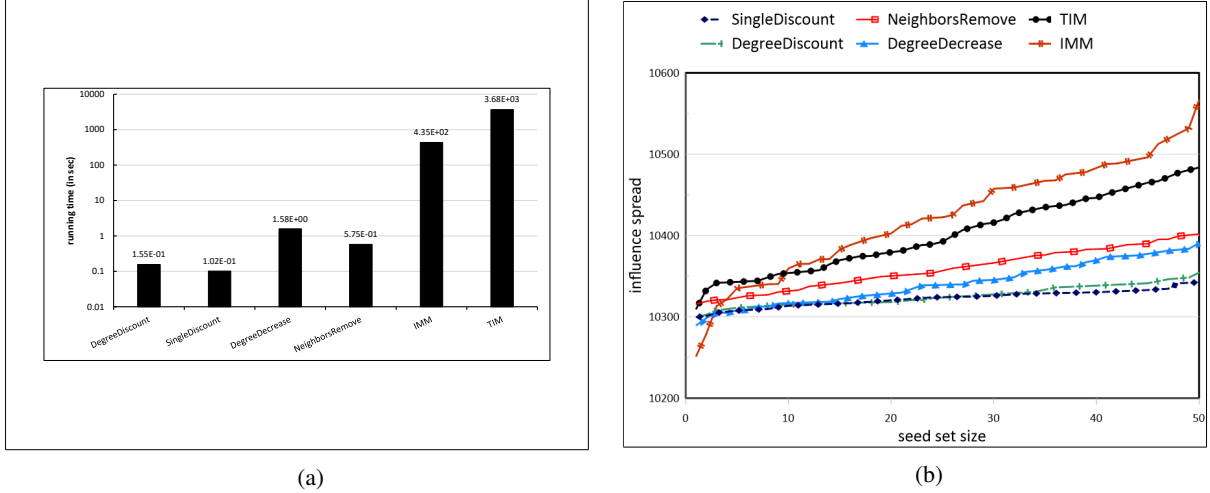 10000
1000
100
10
1
0.1
0.01
running time (in sec)
1.55E-01
1.02E-01
1.58E+00
5.75E-01
4.35E+02
3.68E+03
DegreeDiscount
SingleDiscount
DegreeDecrease
NeighborsRemove
IMM
TIM
(a)
SingleDiscount NeighborsRemove TIM
DegreeDiscount DegreeDecrease IMM
10600
10500
10400
10300
10200
influence spread
0 10 20 30 40 50
seed set size
(b)